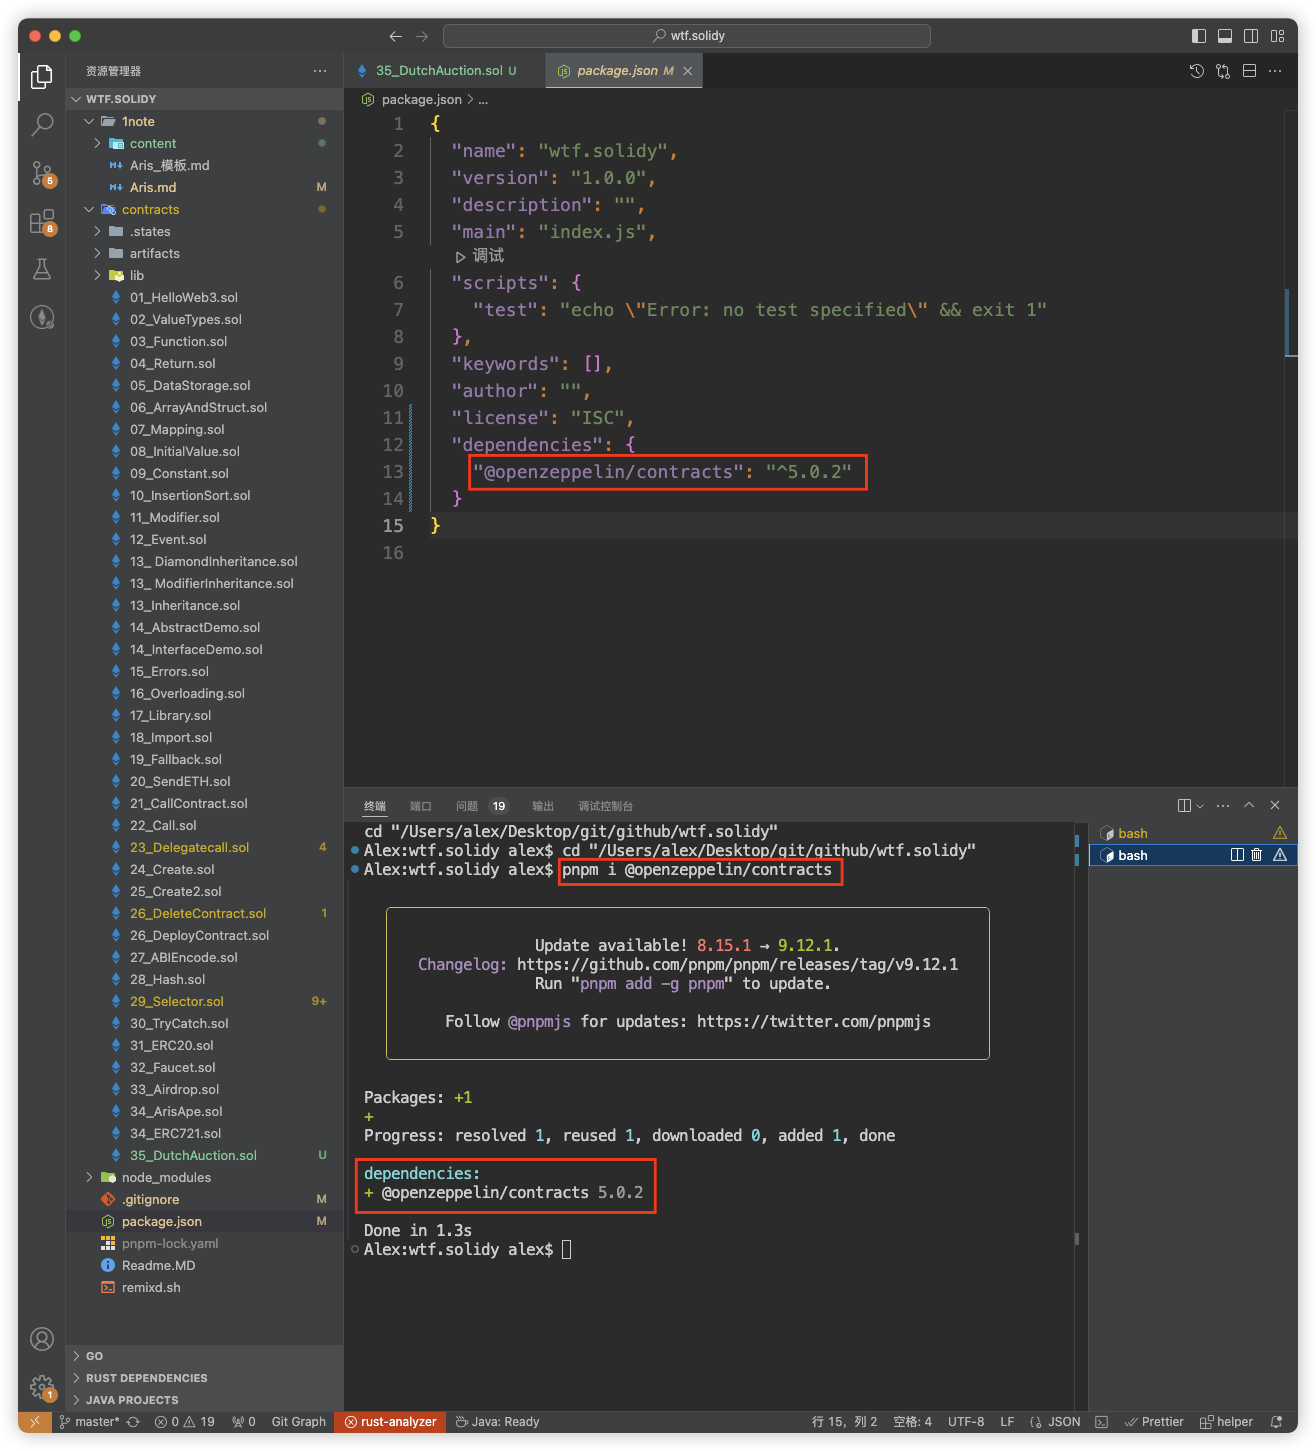 wtf.solidy
资源管理器
WTF.SOLIDY
1note
content
Aris_模板.md
Aris.md M
contracts
.states
artifacts
lib
01_HelloWeb3.sol
02_ValueTypes.sol
03_Function.sol
04_Return.sol
05_DataStorage.sol
06_ArrayAndStruct.sol
07_Mapping.sol
08_InitialValue.sol
09_Constant.sol
10_InsertionSort.sol
11_Modifier.sol
12_Event.sol
13_ DiamondInheritance.sol
13_ ModifierInheritance.sol
13_Inheritance.sol
14_AbstractDemo.sol
14_InterfaceDemo.sol
15_Errors.sol
16_Overloading.sol
17_Library.sol
18_Import.sol
19_Fallback.sol
20_SendETH.sol
21_CallContract.sol
22_Call.sol
23_Delegatecall.sol 4
24_Create.sol
25_Create2.sol
26_DeleteContract.sol 1
26_DeployContract.sol
27_ABIEncode.sol
28_Hash.sol
29_Selector.sol 9+
30_TryCatch.sol
31_ERC20.sol
32_Faucet.sol
33_Airdrop.sol
34_ArisApe.sol
34_ERC721.sol
35_DutchAuction.sol U
node_modules
.gitignore M
package.json M
pnpm-lock.yaml
Readme.MD
remixd.sh
GO
RUST DEPENDENCIES
JAVA PROJECTS
5
8
1
35_DutchAuction.sol U
package.json M
package.json > ...
1 {
2 "name": "wtf.solidy",
3 "version": "1.0.0",
4 "description": "",
5 "main": "index.js",
调试
6 "scripts": {
7 "test": "echo \"Error: no test specified\" && exit 1"
8 },
9 "keywords": [],
10 "author": "",
11 "license": "ISC",
12 "dependencies": {
13 "@openzeppelin/contracts": "^5.0.2"
14 }
15 }
16
终端 端口 问题 19 输出 调试控制台
cd "/Users/alex/Desktop/git/github/wtf.solidy"
Alex:wtf.solidy alex$ cd "/Users/alex/Desktop/git/github/wtf.solidy"
Alex:wtf.solidy alex$ pnpm i @openzeppelin/contracts
Update available! 8.15.1 → 9.12.1.
Changelog: https://github.com/pnpm/pnpm/releases/tag/v9.12.1
Run "pnpm add -g pnpm" to update.
Follow @pnpmjs for updates: https://twitter.com/pnpmjs
Packages: +1
+
Progress: resolved 1, reused 1, downloaded 0, added 1, done
dependencies:
+ @openzeppelin/contracts 5.0.2
Done in 1.3s
Alex:wtf.solidy alex$
bash
bash
master* 0 19 0 Git Graph rust-analyzer Java: Ready 行 15，列 2 空格: 4 UTF-8 LF {} JSON Prettier helper